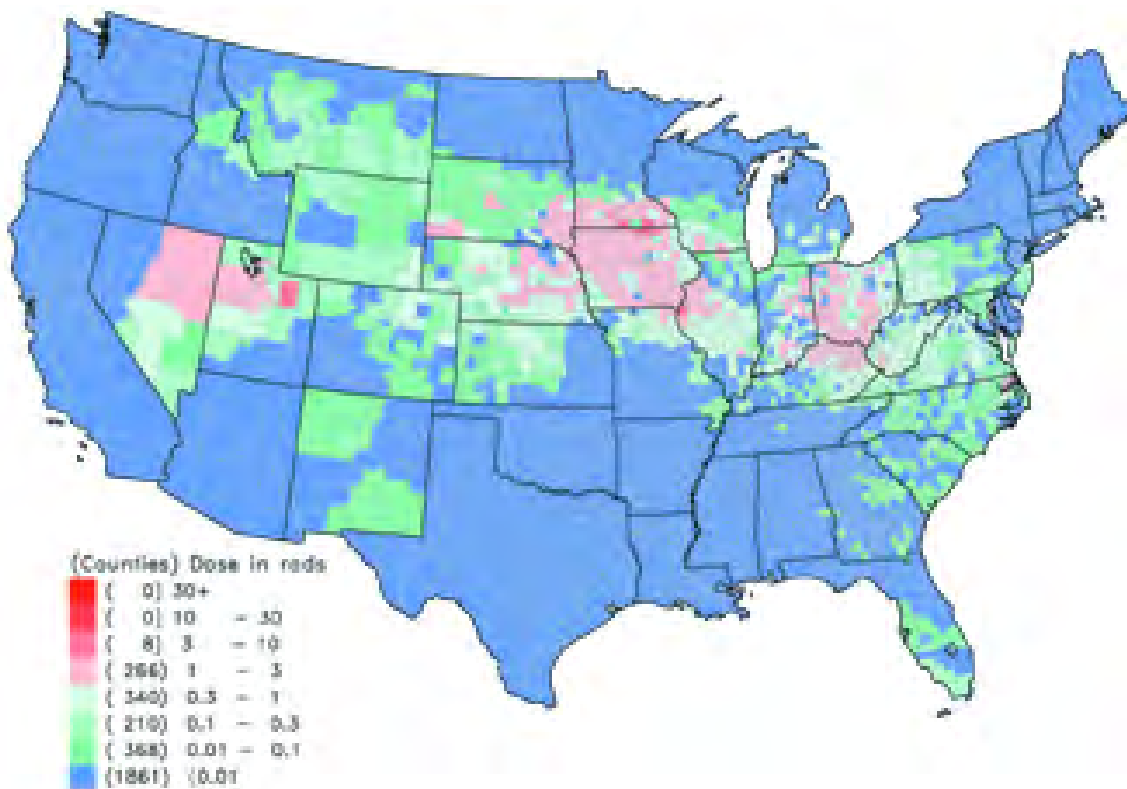 (Counties) Dose in rads
( 0) 30+
( 0) 10 - 30
( 8) 3 - 10
( 266) 1 - 3
( 340) 0.3 - 1
( 210) 0.1 - 0.3
( 368) 0.01 - 0.1
(1861) <0.01